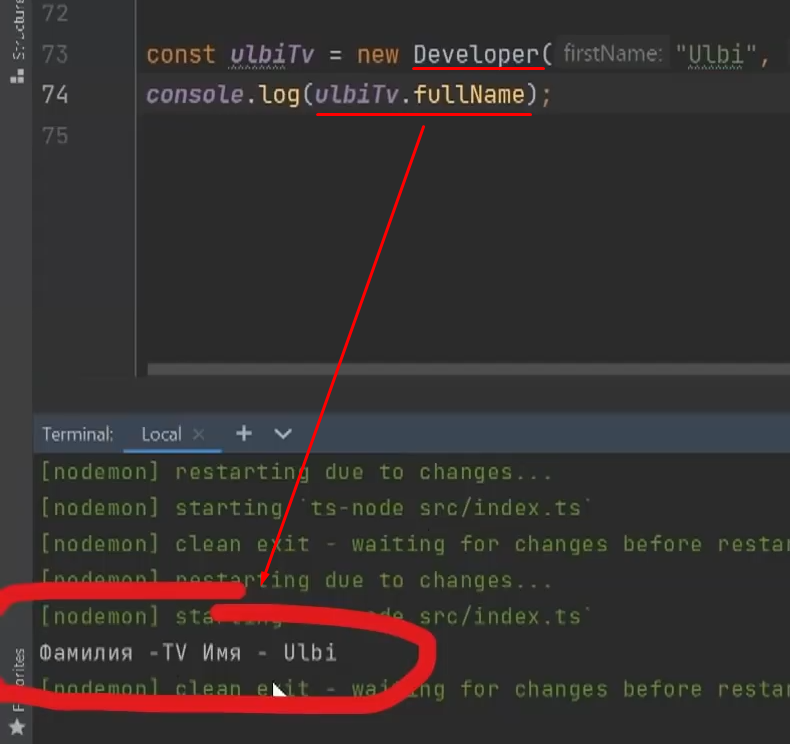 Structure
72
73 const ulbiTv = new Developer( firstName: "Ulbi",
74 console.log(ulbiTv.fullName);
75
Terminal: Local × +
[nodemon] restarting due to changes...
[nodemon] starting `ts-node src/index.ts`
[nodemon] clean exit - waiting for changes before restar
[nodemon] restarting due to changes...
[nodemon] starting `ts-node src/index.ts`
Фамилия -TV Имя - Ulbi
[nodemon] clean exit - waiting for changes before restar
Favorites